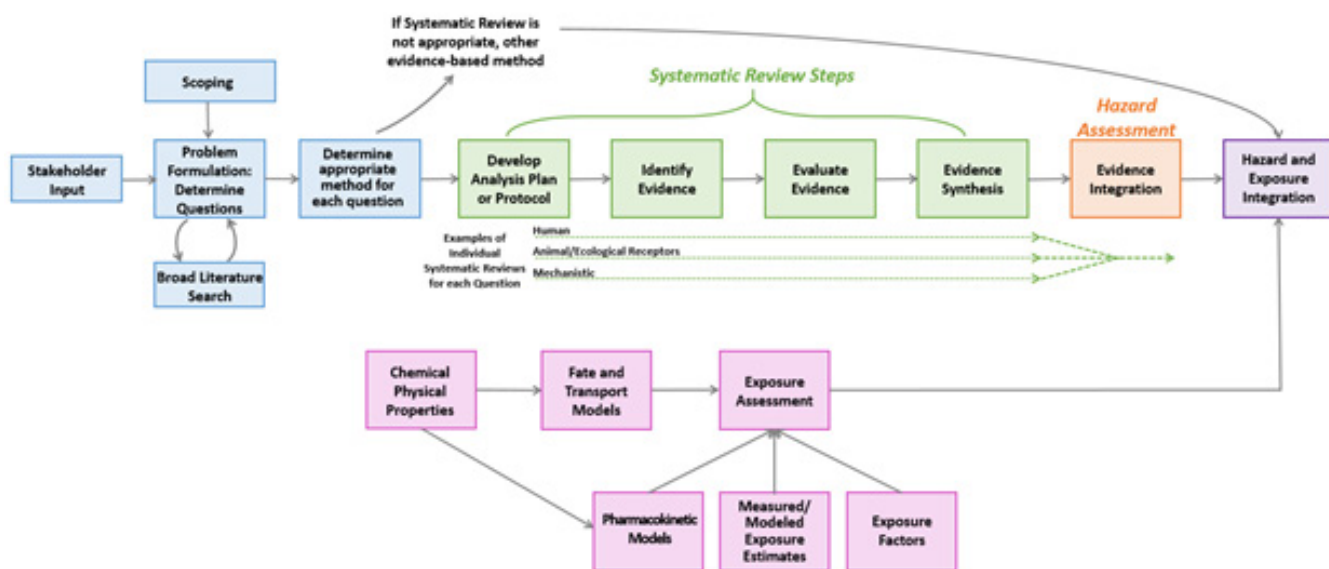 If Systematic Review is
not appropriate, other
evidence-based method
Scoping
Systematic Review Steps
Hazard
Assessment
Stakeholder
Input
Problem
Formulation:
Determine
Questions
Determine
appropriate
method for
each question
Develop
Analysis Plan
or Protocol
Identify
Evidence
Evaluate
Evidence
Evidence
Synthesis
Evidence
Integration
Hazard and
Exposure
Integration
Broad Literature
Search
Examples of
Individual
Systematic Reviews
for each Question
Human
Animal/Ecological Receptors
Mechanistic
Chemical
Physical
Properties
Fate and
Transport
Models
Exposure
Assessment
Pharmacokinetic
Models
Measured/
Modeled
Exposure
Estimates
Exposure
Factors